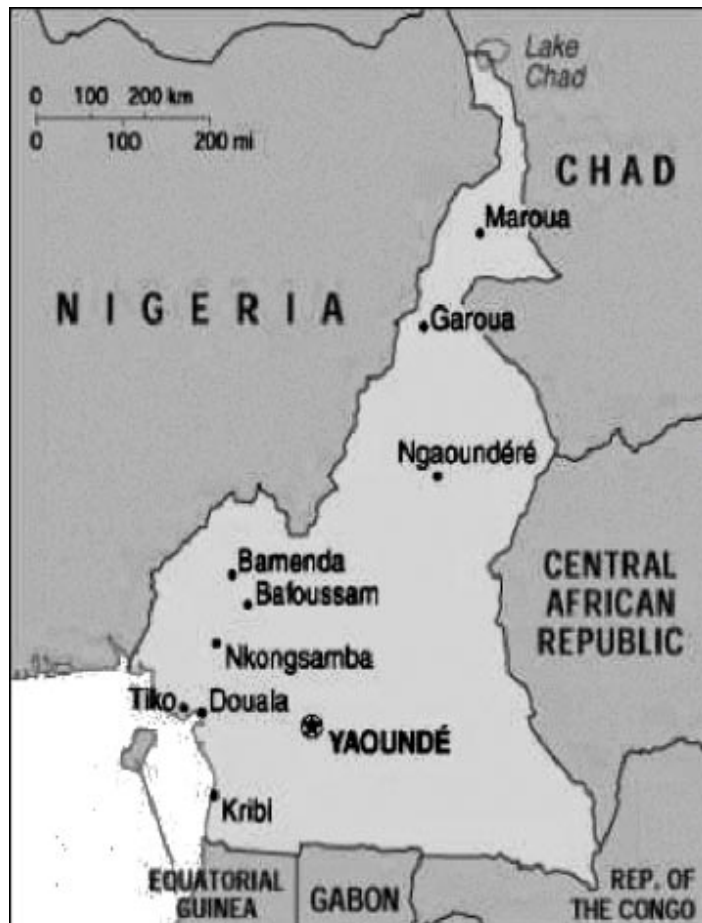 Lake
Chad
0 100 200 km
0 100 200 mi
CHAD
Maroua
NIGERIA
Garoua
Ngaoundéré
Bamenda
Bafoussam
CENTRAL
AFRICAN
REPUBLIC
Nkongsamba
Tiko
Douala
YAOUNDÉ
Kribi
EQUATORIAL
GUINEA
GABON
REP. OF
THE CONGO